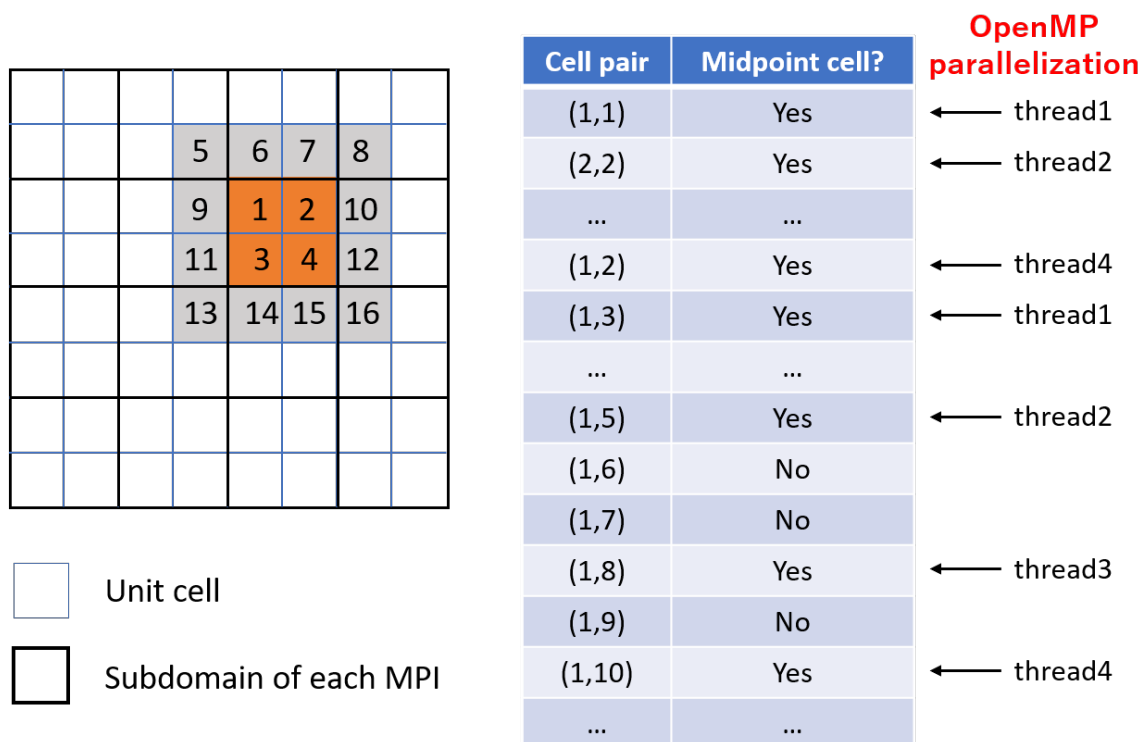 OpenMP
parallelization
5 6 7 8
9 1 2 10
11 3 4 12
13 14 15 16
Unit cell
Subdomain of each MPI
Cell pair Midpoint cell?
(1,1) Yes thread1
(2,2) Yes thread2
... ...
(1,2) Yes thread4
(1,3) Yes thread1
... ...
(1,5) Yes thread2
(1,6) No
(1,7) No
(1,8) Yes thread3
(1,9) No
(1,10) Yes thread4
... ...